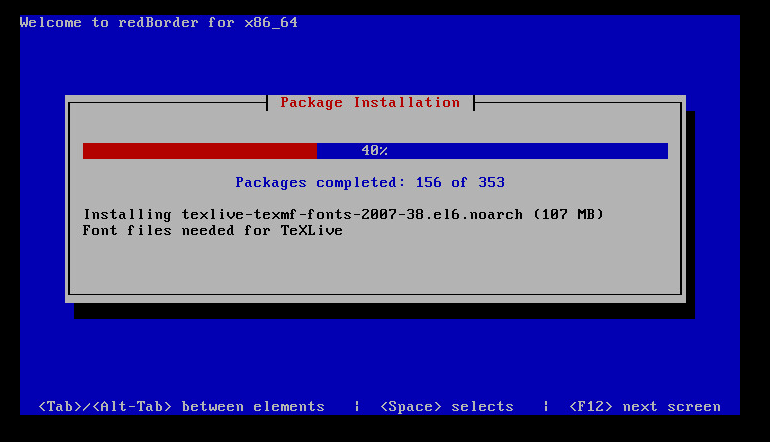 Welcome to redBorder for x86_64
Package Installation
40%
Packages completed: 156 of 353
Installing texlive-texmf-fonts-2007-38.el6.noarch (107 MB)
Font files needed for TeXLive
<Tab>/<Alt-Tab> between elements | <Space> selects | <F12> next screen